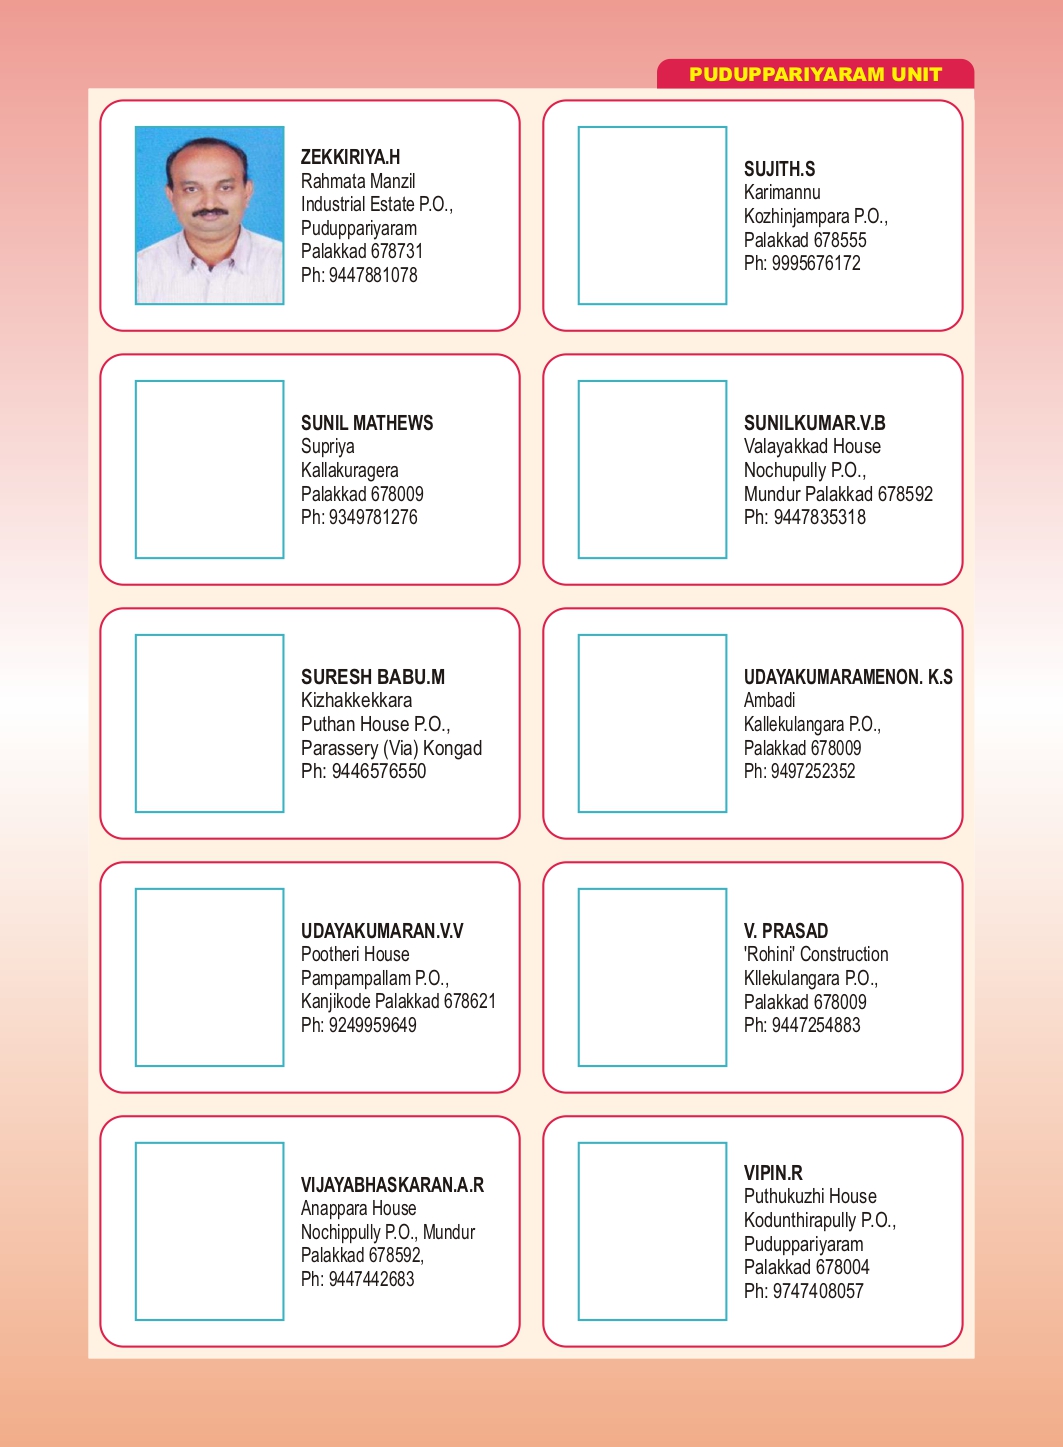 PUDUPPARIYARAM UNIT
ZEKKIRIYA.H
Rahmata Manzil
Industrial Estate P.O.,
Puduppariyaram
Palakkad 678731
Ph: 9447881078
SUJITH.S
Karimannu
Kozhinjampara P.O.,
Palakkad 678555
Ph: 9995676172
SUNIL MATHEWS
Supriya
Kallakuragera
Palakkad 678009
Ph: 9349781276
SUNILKUMAR.V.B
Valayakkad House
Nochupully P.O.,
Mundur Palakkad 678592
Ph: 9447835318
SURESH BABU.M
Kizhakkekkara
Puthan House P.O.,
Parassery (Via) Kongad
Ph: 9446576550
UDAYAKUMARAMENON. K.S
Ambadi
Kallekulangara P.O.,
Palakkad 678009
Ph: 9497252352
UDAYAKUMARAN.V.V
Pootheri House
Pampampallam P.O.,
Kanjikode Palakkad 678621
Ph: 9249959649
V. PRASAD
'Rohini' Construction
Kllekulangara P.O.,
Palakkad 678009
Ph: 9447254883
VIJAYABHASKARAN.A.R
Anappara House
Nochippully P.O., Mundur
Palakkad 678592,
Ph: 9447442683
VIPIN.R
Puthukuzhi House
Kodunthirapully P.O.,
Puduppariyaram
Palakkad 678004
Ph: 9747408057